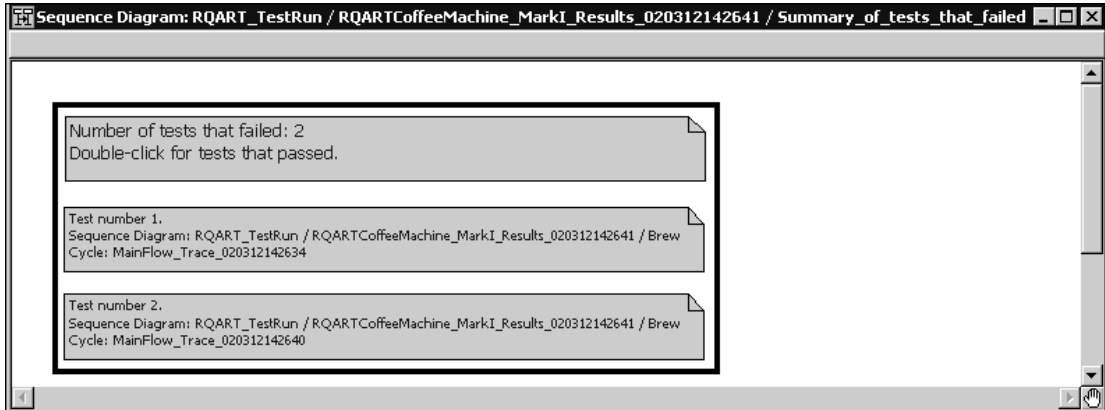 Sequence Diagram: RQART_TestRun / RQARTCoffeeMachine_MarkI_Results_020312142641 / Summary_of_tests_that_failed
Number of tests that failed: 2
Double-click for tests that passed.
Test number 1.
Sequence Diagram: RQART_TestRun / RQARTCoffeeMachine_MarkI_Results_020312142641 / Brew
Cycle: MainFlow_Trace_020312142634
Test number 2.
Sequence Diagram: RQART_TestRun / RQARTCoffeeMachine_MarkI_Results_020312142641 / Brew
Cycle: MainFlow_Trace_020312142640